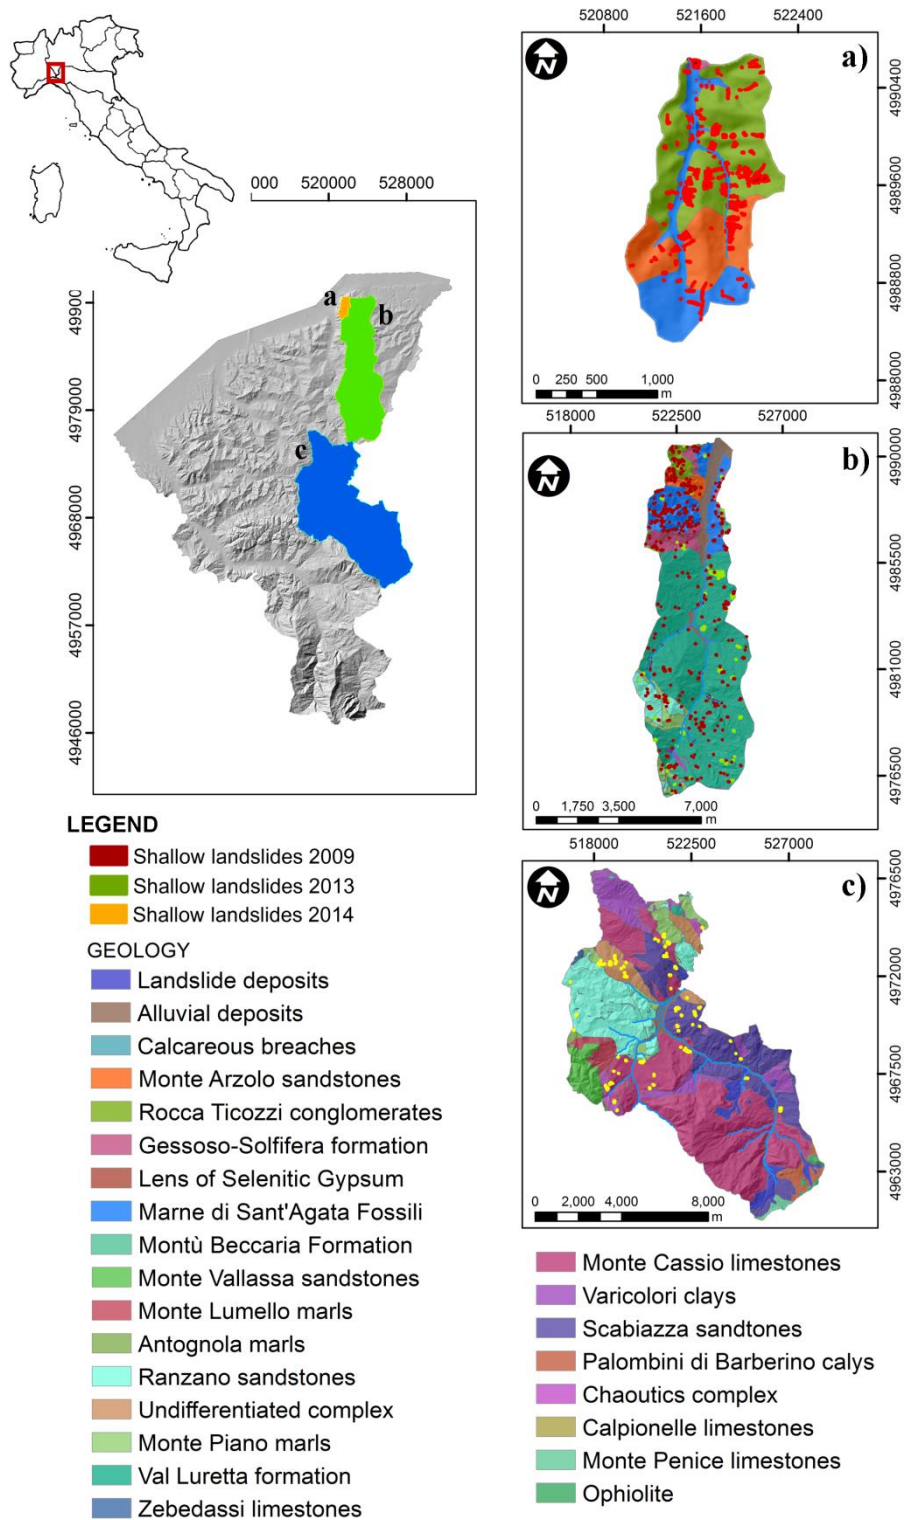 520800 521600 522400
N
a)
4990400
4989600
4988800
4988000
0 250 500 1,000
m
000 520000 528000
49900
4979000
4968000
4957000
4946000
a
b
c
518000 522500 527000
N
b)
4990000
4985500
4981000
4976500
0 1,750 3,500 7,000
m
518000 522500 527000
N
c)
4976500
4972000
4967500
4963000
0 2,000 4,000 8,000
m
LEGEND
Shallow landslides 2009
Shallow landslides 2013
Shallow landslides 2014
GEOLOGY
Landslide deposits
Alluvial deposits
Calcareous breaches
Monte Arzolo sandstones
Rocca Ticozzi conglomerates
Gessoso-Solfifera formation
Lens of Selenitic Gypsum
Marne di Sant'Agata Fossili
Montù Beccaria Formation
Monte Vallassa sandstones
Monte Lumello marls
Antognola marls
Ranzano sandstones
Undifferentiated complex
Monte Piano marls
Val Luretta formation
Zebedassi limestones
Monte Cassio limestones
Varicolori clays
Scabiazza sandtones
Palombini di Barberino calys
Chaoutics complex
Calpionelle limestones
Monte Penice limestones
Ophiolite